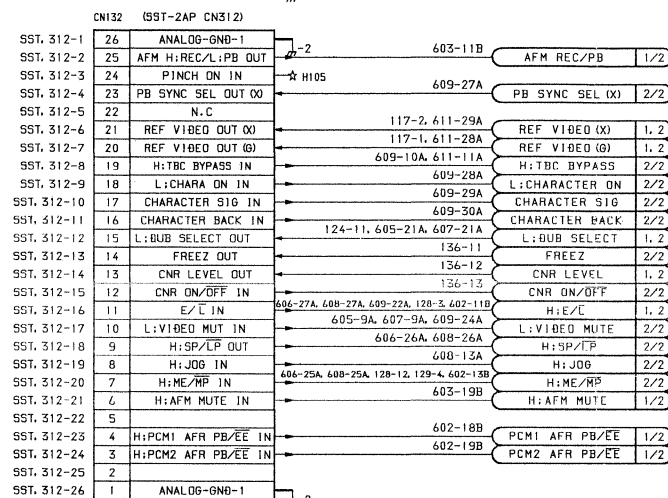 CN132 (SST-2AP CN312)
SST. 312-1 26 ANALOG-GND-1 -2
SST. 312-2 25 AFM H:REC/L:PB OUT 603-11B AFM REC/PB 1/2
SST. 312-3 24 PINCH ON IN ☆ H105
SST. 312-4 23 PB SYNC SEL OUT (X) 609-27A PB SYNC SEL (X) 2/2
SST. 312-5 22 N.C
SST. 312-6 21 REF VIDEO OUT (X) 117-2, 611-29A REF VIDEO (X) 1, 2
SST. 312-7 20 REF VIDEO OUT (G) 117-1, 611-28A REF VIDEO (G) 1, 2
SST. 312-8 19 H:TBC BYPASS IN 609-10A, 611-11A H:TBC BYPASS 2/2
SST. 312-9 18 L:CHARA ON IN 609-28A L:CHARACTER ON 2/2
SST. 312-10 17 CHARACTER SIG IN 609-29A CHARACTER SIG 2/2
SST. 312-11 16 CHARACTER BACK IN 609-30A CHARACTER BACK 2/2
SST. 312-12 15 L:DUB SELECT OUT 124-11, 605-21A, 607-21A L:DUB SELECT 1, 2
SST. 312-13 14 FREEZ OUT 136-11 FREEZ 2/2
SST. 312-14 13 CNR LEVEL OUT 136-12 CNR LEVEL 1, 2
SST. 312-15 12 CNR ON/O̅F̅F̅ IN 136-13 CNR ON/O̅F̅F̅ 2/2
SST. 312-16 11 E/L̅ IN 606-27A, 608-27A, 609-22A, 128-3, 602-11B H:E/L̅ 1, 2
SST. 312-17 10 L:VIDEO MUT IN 605-9A, 607-9A, 609-24A L:VIDEO MUTE 2/2
SST. 312-18 9 H:SP/L̅P̅ OUT 606-26A, 608-26A H:SP/L̅P̅ 2/2
SST. 312-19 8 H:JOG IN 608-13A H:JOG 2/2
SST. 312-20 7 H:ME/M̅P̅ IN 606-25A, 608-25A, 128-12, 129-4, 602-13B H:ME/M̅P̅ 2/2
SST. 312-21 6 H:AFM MUTE IN 603-19B H:AFM MUTE 1/2
SST. 312-22 5
SST. 312-23 4 H:PCM1 AFR PB/E̅E̅ IN 602-18B PCM1 AFR PB/E̅E̅ 1/2
SST. 312-24 3 H:PCM2 AFR PB/E̅E̅ IN 602-19B PCM2 AFR PB/E̅E̅ 1/2
SST. 312-25 2
SST. 312-26 1 ANALOG-GND-1